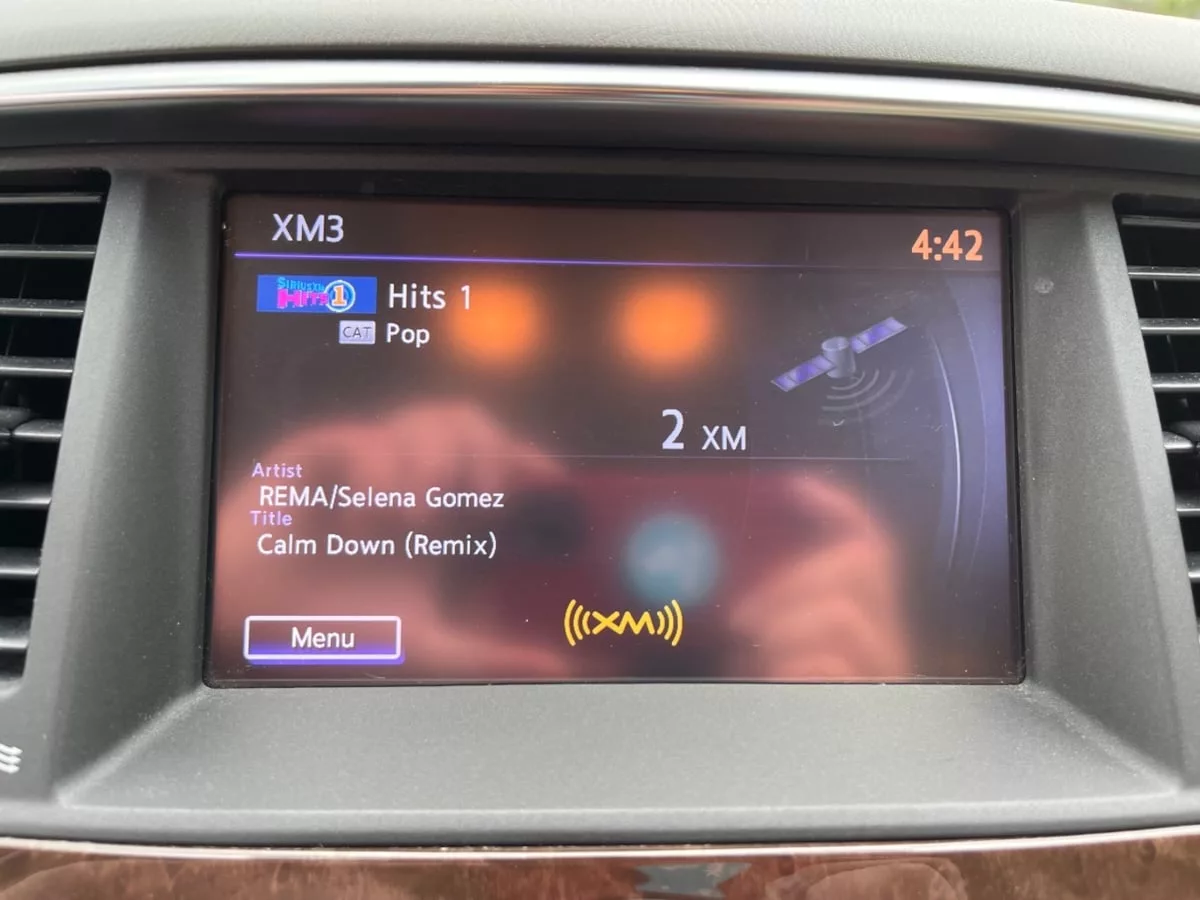 XM3
4:42
SIRIUSXM
HITS 1
Hits 1
CAT Pop
2 XM
Artist
REMA/Selena Gomez
Title
Calm Down (Remix)
Menu
XM